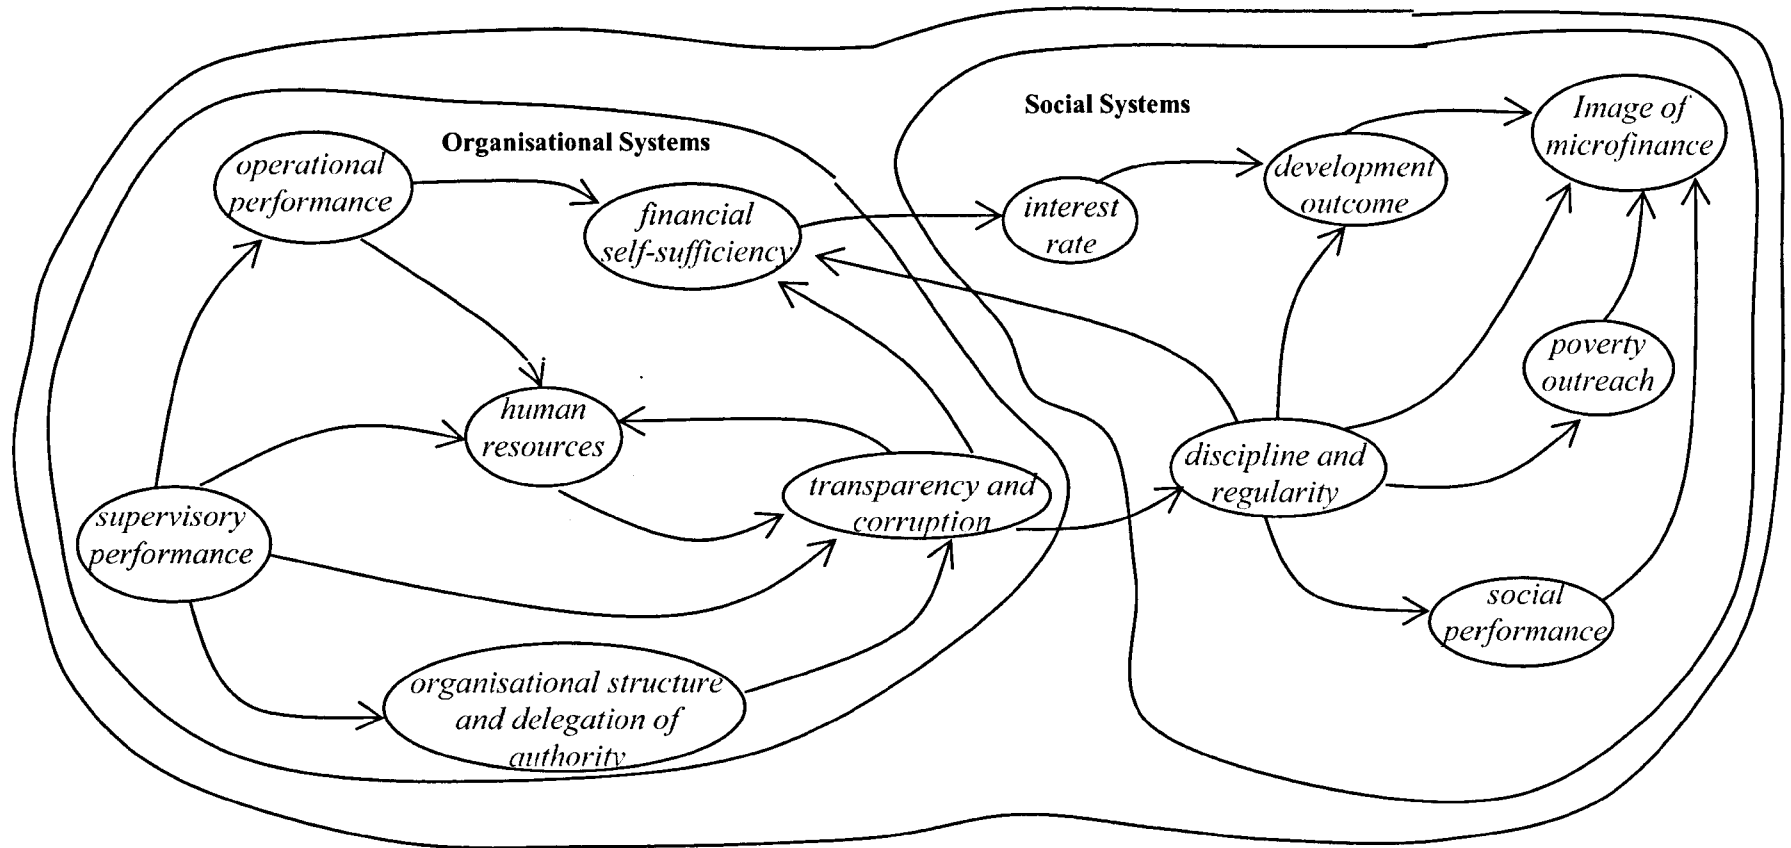 Organisational Systems
operational
performance
financial
self-sufficiency
human
resources
supervisory
performance
transparency and
corruption
organisational structure
and delegation of
authority
Social Systems
interest
rate
development
outcome
Image of
microfinance
poverty
outreach
discipline and
regularity
social
performance